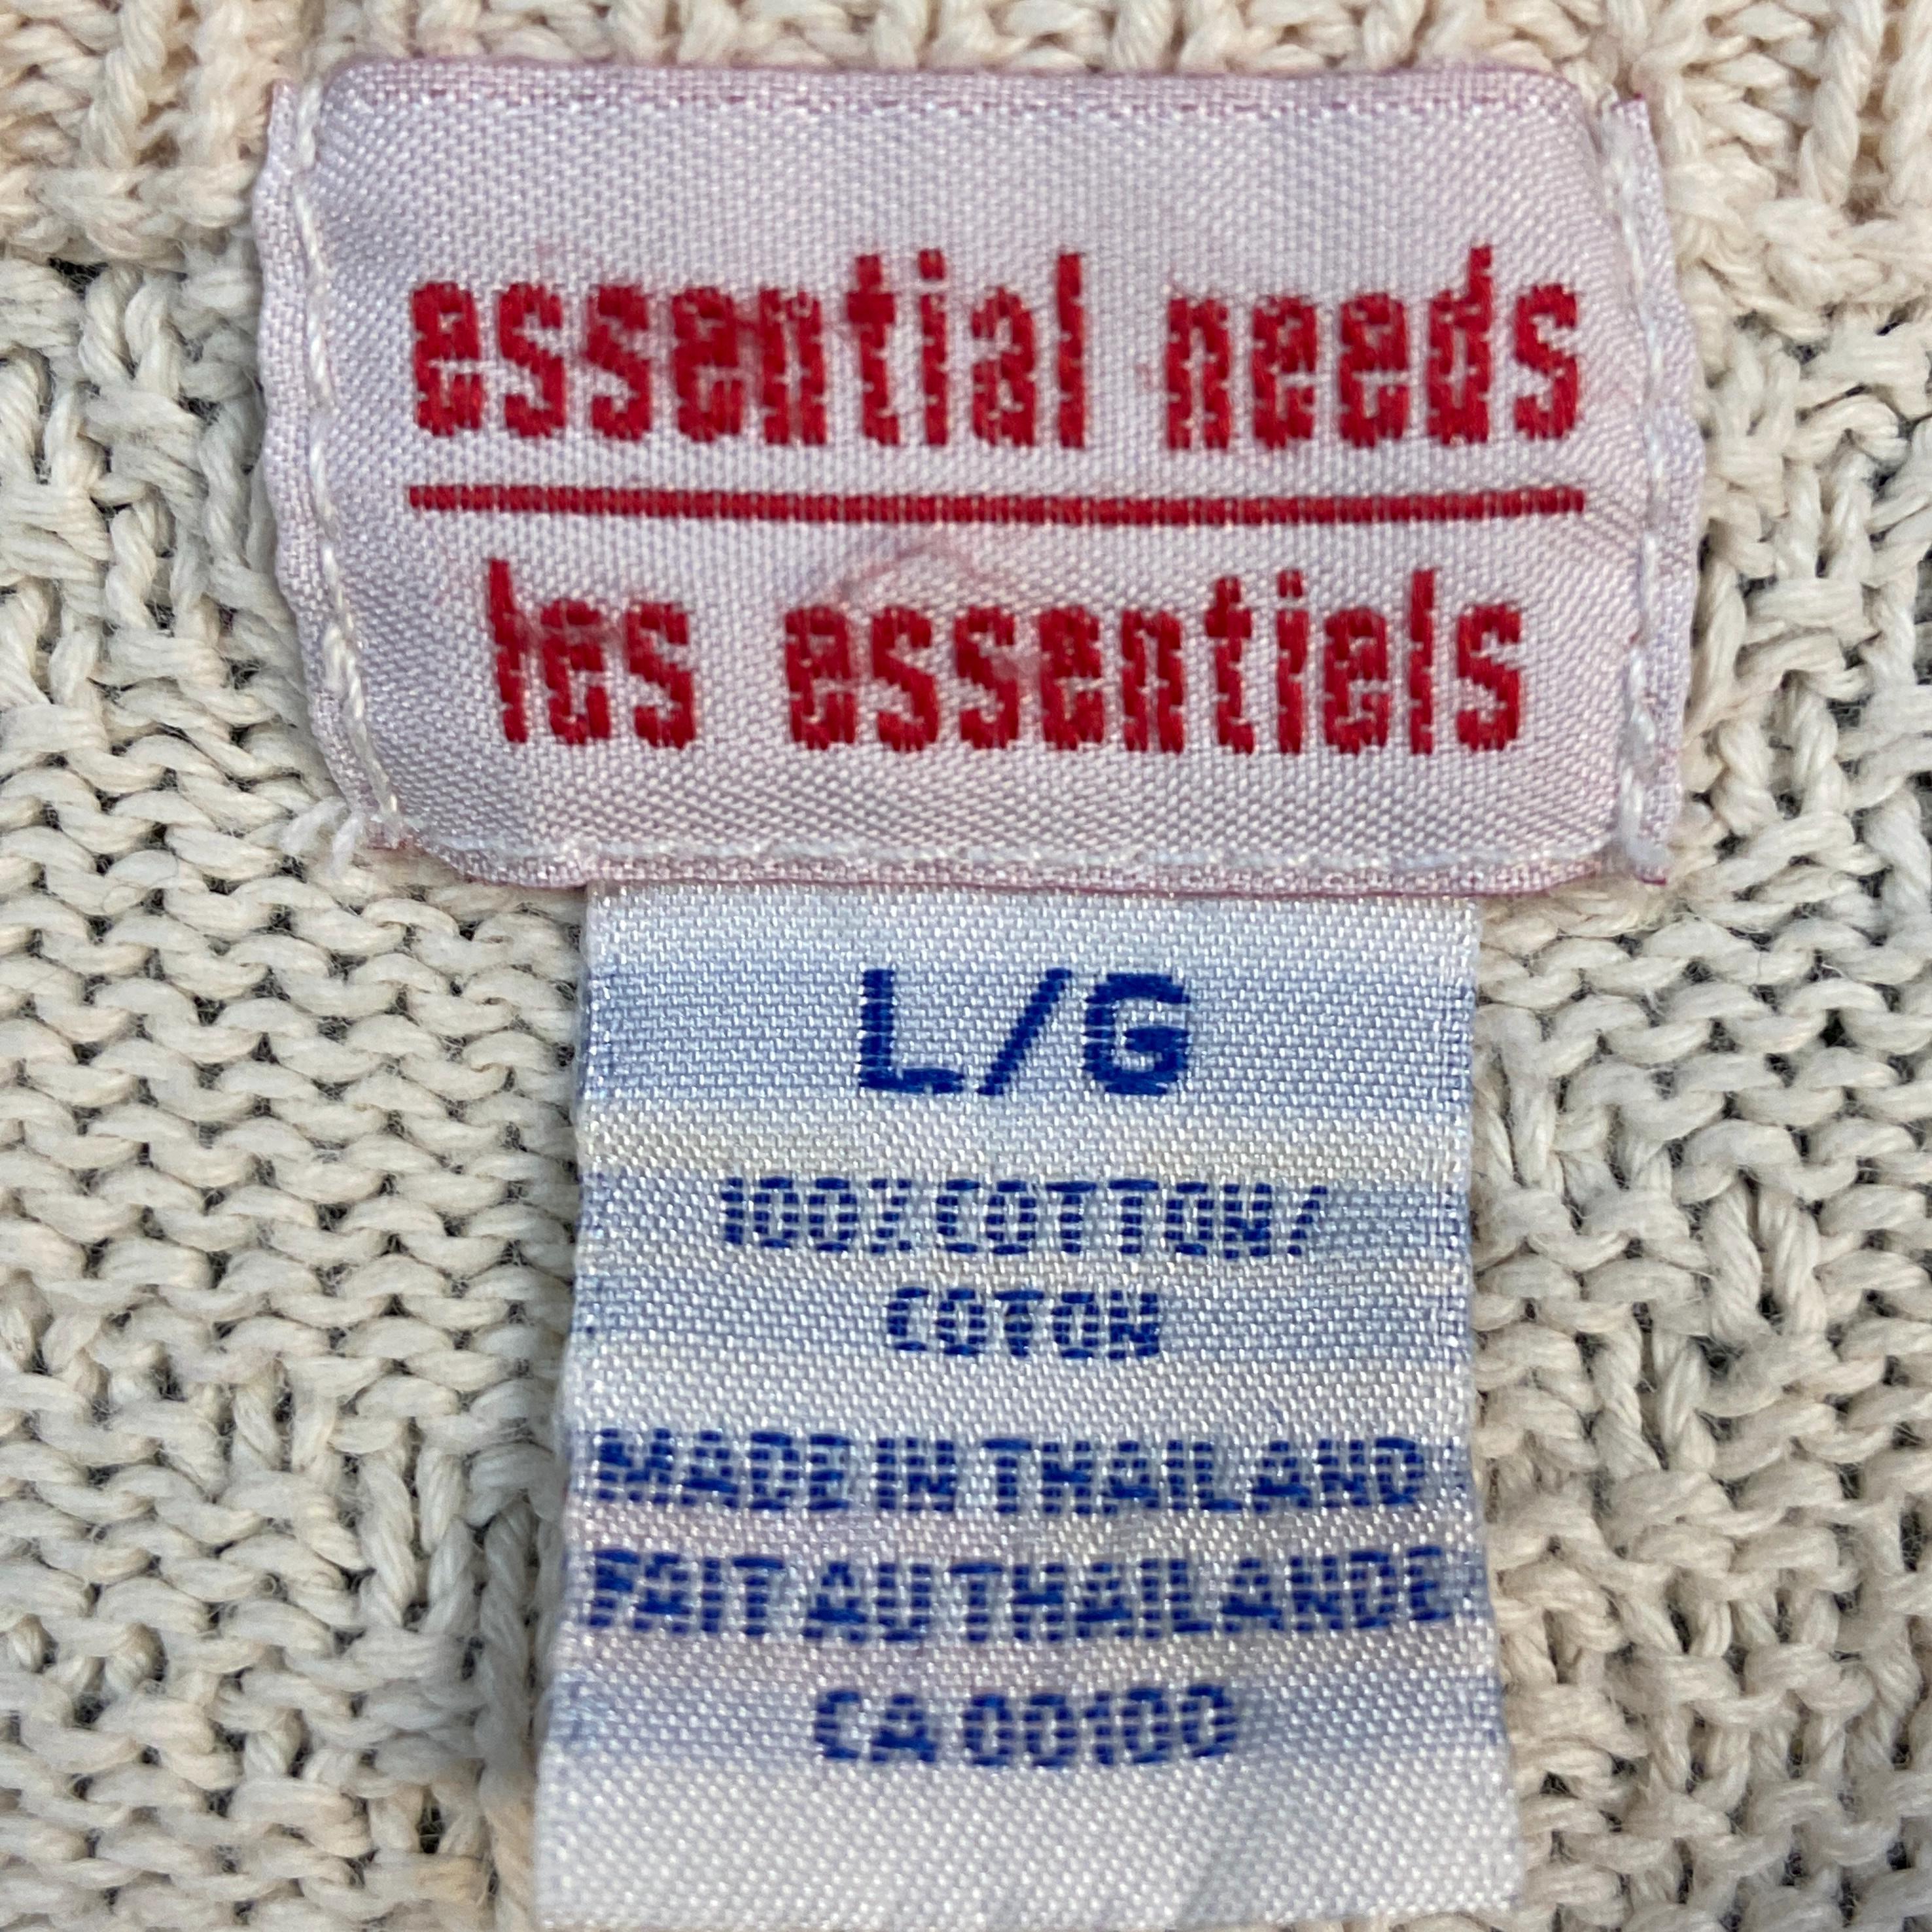 essential needs
les essentiels
L/G
100% COTTON/
COTON
MADE IN THAILAND
FAIT AU THAILANDE
CA 00100